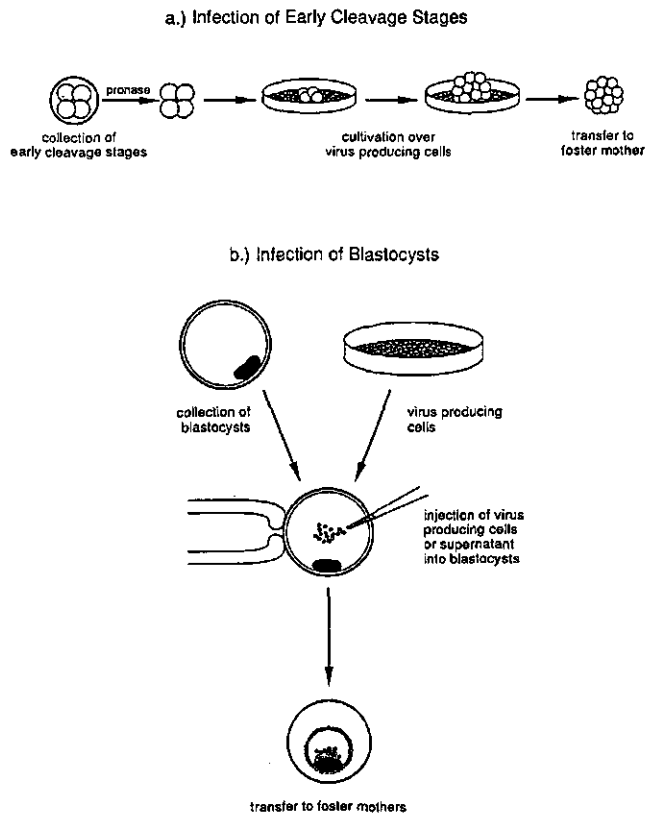 a.) Infection of Early Cleavage Stages
pronase
collection of
early cleavage stages
cultivation over
virus producing cells
transfer to
foster mother
b.) Infection of Blastocysts
collection of
blastocysts
virus producing
cells
injection of virus
producing cells
or supernatant
into blastocysts
transfer to foster mothers